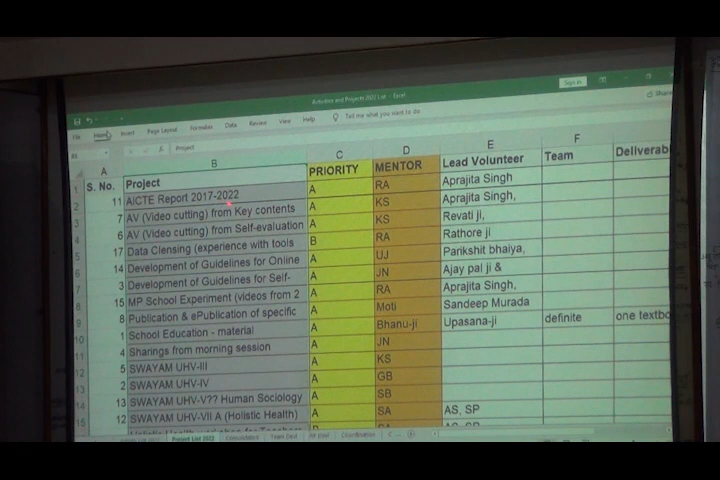 Activities and Projects 2022 List - Excel
Sign in
File Home Insert Page Layout Formulas Data Review View Help Tell me what you want to do
Share
Project
A B C D E F
1 S. No. Project PRIORITY MENTOR Lead Volunteer Team Deliverab
2 11 AICTE Report 2017-2022 A RA Aprajita Singh
3 7 AV (Video cutting) from Key contents A KS Aprajita Singh,
4 6 AV (Video cutting) from Self-evaluation A KS Revati ji,
5 17 Data Clensing (experience with tools B RA Rathore ji
6 14 Development of Guidelines for Online A UJ Parikshit bhaiya,
7 3 Development of Guidelines for Self- A JN Ajay pal ji &
8 15 MP School Experiment (videos from 2 A RA Aprajita Singh,
9 8 Publication & ePublication of specific A Moti Sandeep Murada
10 1 School Education - material A Bhanu-ji Upasana-ji definite one textbo
11 4 Sharings from morning session A JN
12 5 SWAYAM UHV-III A KS
13 2 SWAYAM UHV-IV A GB
14 13 SWAYAM UHV-V?? Human Sociology A SB
15 12 SWAYAM UHV-VII A (Holistic Health) A SA AS, SP
Project List 2022 Consolidated Team Dest Coordination